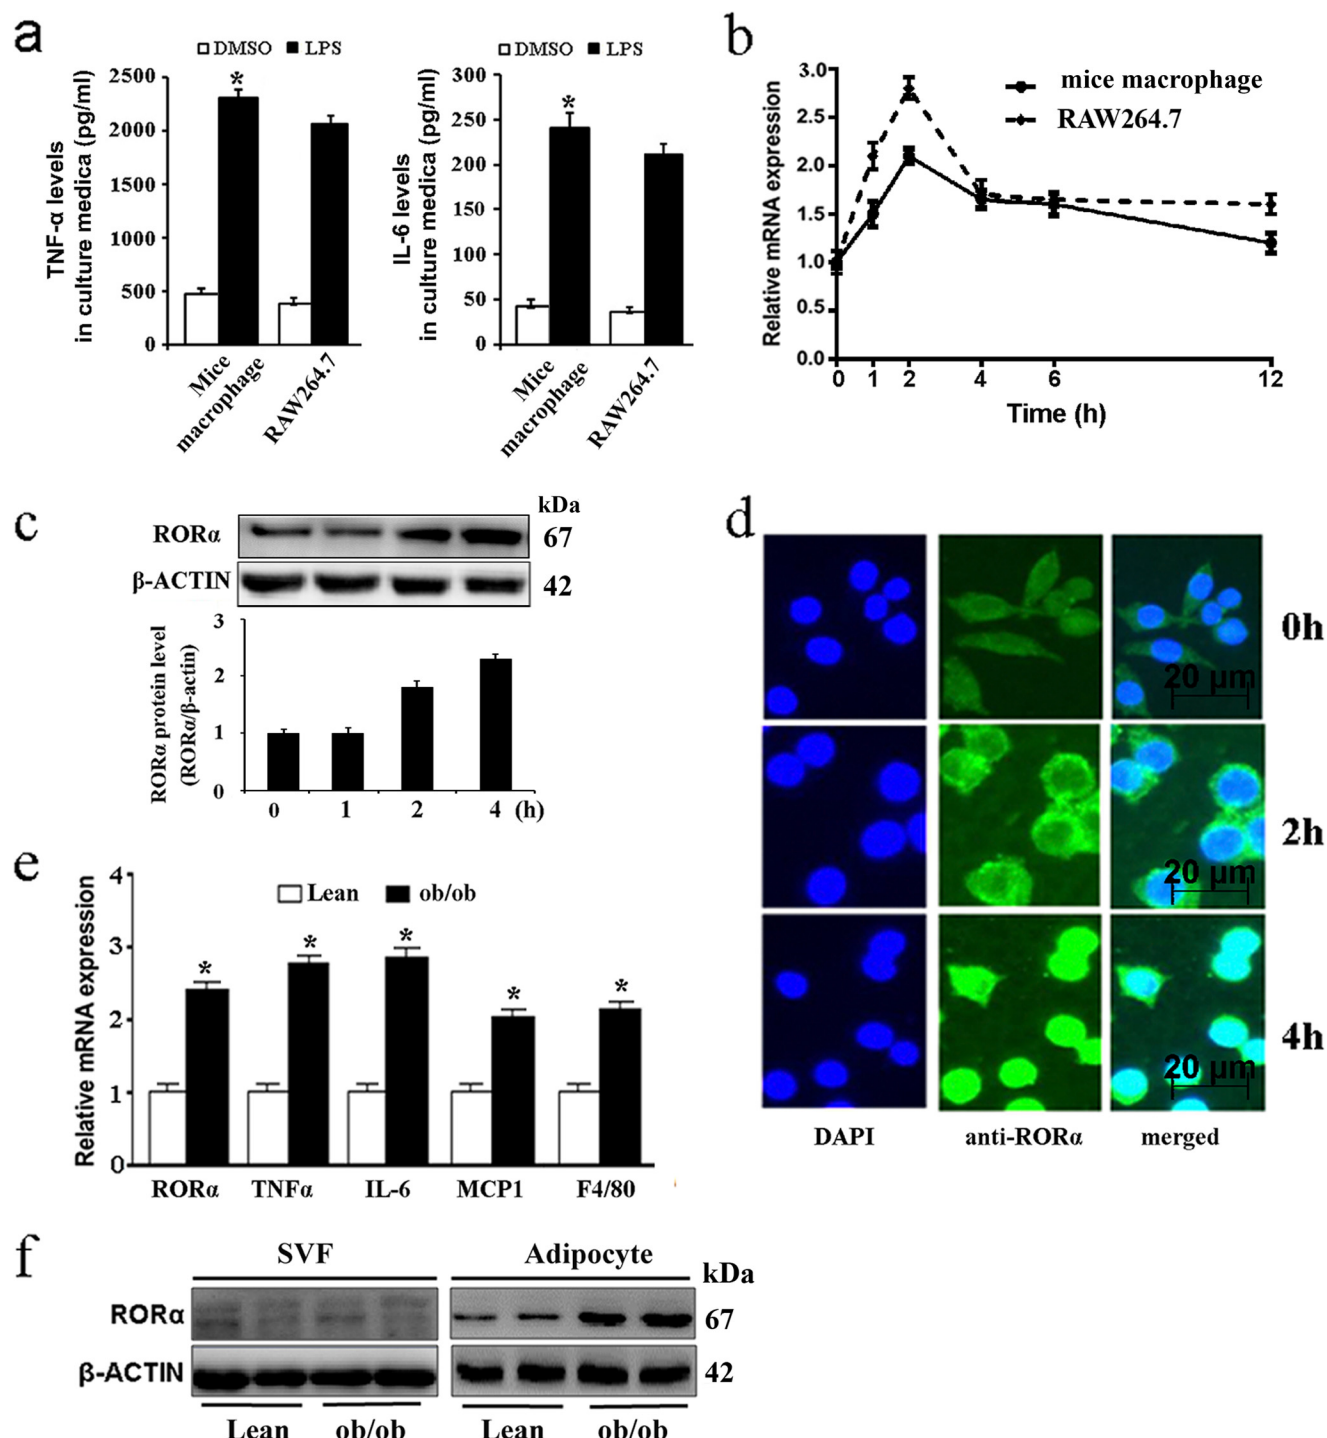 a
□ DMSO ■ LPS
2500
2000
1500
1000
500
0
TNF-α levels
in culture medica (pg/ml)
*
Mice
macrophage
RAW264.7
□ DMSO ■ LPS
300
250
200
150
100
50
0
IL-6 levels
in culture medica (pg/ml)
*
Mice
macrophage
RAW264.7
b
3.0
2.5
2.0
1.5
1.0
0.5
0.0
Relative mRNA expression
mice macrophage
RAW264.7
0 1 2 4 6 12
Time (h)
c
kDa
RORα 67
β-ACTIN 42
3
2
1
0
RORα protein level
(RORα/β-actin)
0 1 2 4 (h)
d
0h
20 µm
2h
20 µm
4h
20 µm
DAPI anti-RORα merged
e
4
3
2
1
0
Relative mRNA expression
Lean ob/ob
* * * * *
RORα TNFα IL-6 MCP1 F4/80
f
SVF Adipocyte
kDa
RORα 67
β-ACTIN 42
Lean ob/ob Lean ob/ob